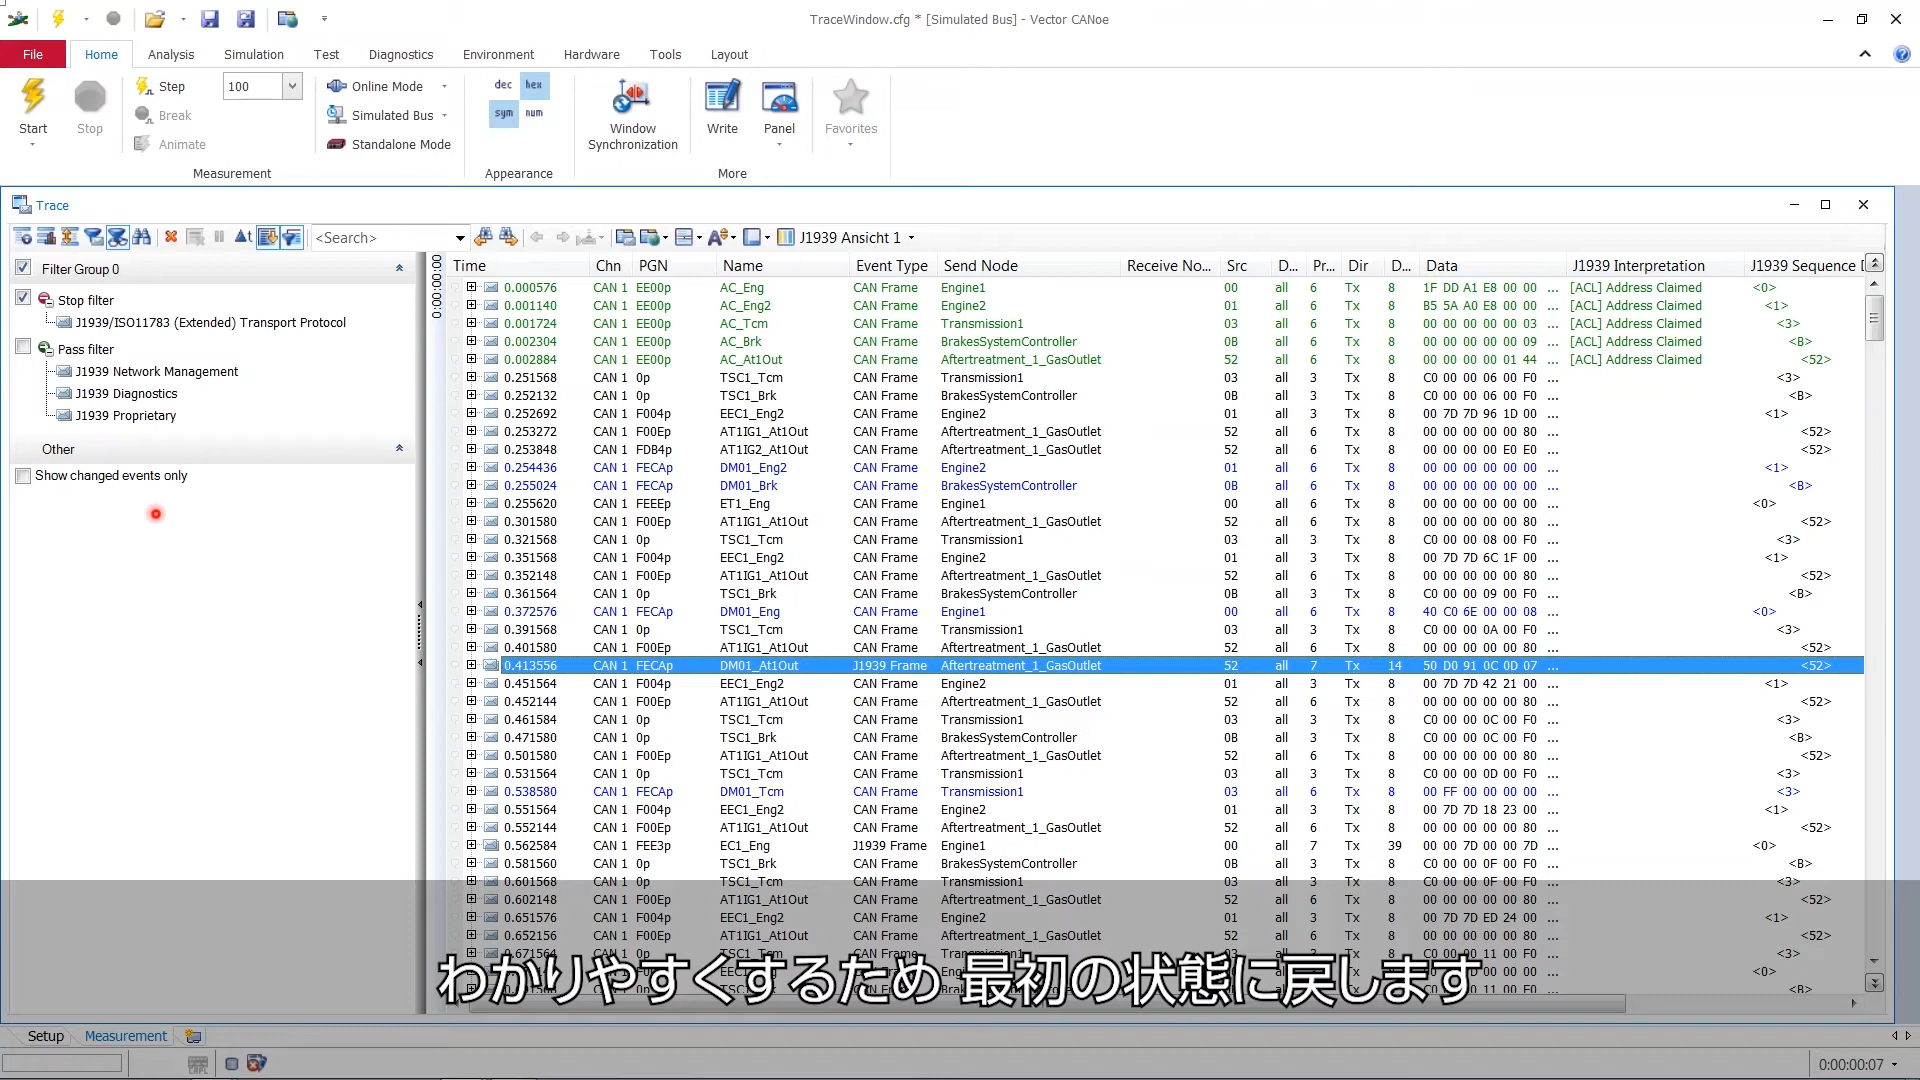 TraceWindow.cfg * [Simulated Bus] - Vector CANoe
File Home Analysis Simulation Test Diagnostics Environment Hardware Tools Layout
Start Stop
Step 100
Break
Animate
Measurement
Online Mode
Simulated Bus
Standalone Mode
dec hex
sym num
Appearance
Window Synchronization
Write Panel Favorites
More
Trace
<Search> J1939 Ansicht 1
Filter Group 0
Stop filter
J1939/ISO11783 (Extended) Transport Protocol
Pass filter
J1939 Network Management
J1939 Diagnostics
J1939 Proprietary
Other
Show changed events only
0:00:00:00
Time Chn PGN Name Event Type Send Node Receive No... Src D... Pr... Dir D... Data J1939 Interpretation J1939 Sequence [
0.000576 CAN 1 EE00p AC_Eng CAN Frame Engine1 00 all 6 Tx 8 1F DD A1 E8 00 00 ... [ACL] Address Claimed <0>
0.001140 CAN 1 EE00p AC_Eng2 CAN Frame Engine2 01 all 6 Tx 8 B5 5A A0 E8 00 00 ... [ACL] Address Claimed <1>
0.001724 CAN 1 EE00p AC_Tcm CAN Frame Transmission1 03 all 6 Tx 8 00 00 00 00 00 03 ... [ACL] Address Claimed <3>
0.002304 CAN 1 EE00p AC_Brk CAN Frame BrakesSystemController 0B all 6 Tx 8 00 00 00 00 00 09 ... [ACL] Address Claimed <B>
0.002884 CAN 1 EE00p AC_At1Out CAN Frame Aftertreatment_1_GasOutlet 52 all 6 Tx 8 00 00 00 00 01 44 ... [ACL] Address Claimed <52>
0.251568 CAN 1 0p TSC1_Tcm CAN Frame Transmission1 03 all 3 Tx 8 C0 00 00 06 00 F0 ... <3>
0.252132 CAN 1 0p TSC1_Brk CAN Frame BrakesSystemController 0B all 3 Tx 8 C0 00 00 06 00 F0 ... <B>
0.252692 CAN 1 F004p EEC1_Eng2 CAN Frame Engine2 01 all 3 Tx 8 00 7D 7D 96 1D 00 ... <1>
0.253272 CAN 1 F00Ep AT1IG1_At1Out CAN Frame Aftertreatment_1_GasOutlet 52 all 6 Tx 8 00 00 00 00 00 80 ... <52>
0.253848 CAN 1 FDB4p AT1IG2_At1Out CAN Frame Aftertreatment_1_GasOutlet 52 all 6 Tx 8 00 00 00 00 E0 E0 ... <52>
0.254436 CAN 1 FECAp DM01_Eng2 CAN Frame Engine2 01 all 6 Tx 8 00 00 00 00 00 00 ... <1>
0.255024 CAN 1 FECAp DM01_Brk CAN Frame BrakesSystemController 0B all 6 Tx 8 00 00 00 00 00 00 ... <B>
0.255620 CAN 1 FEEEp ET1_Eng CAN Frame Engine1 00 all 6 Tx 8 00 00 00 00 00 00 ... <0>
0.301580 CAN 1 F00Ep AT1IG1_At1Out CAN Frame Aftertreatment_1_GasOutlet 52 all 6 Tx 8 00 00 00 00 00 80 ... <52>
0.321568 CAN 1 0p TSC1_Tcm CAN Frame Transmission1 03 all 3 Tx 8 C0 00 00 08 00 F0 ... <3>
0.351568 CAN 1 F004p EEC1_Eng2 CAN Frame Engine2 01 all 3 Tx 8 00 7D 7D 6C 1F 00 ... <1>
0.352148 CAN 1 F00Ep AT1IG1_At1Out CAN Frame Aftertreatment_1_GasOutlet 52 all 6 Tx 8 00 00 00 00 00 80 ... <52>
0.361564 CAN 1 0p TSC1_Brk CAN Frame BrakesSystemController 0B all 3 Tx 8 C0 00 00 09 00 F0 ... <B>
0.372576 CAN 1 FECAp DM01_Eng CAN Frame Engine1 00 all 6 Tx 8 40 C0 6E 00 00 08 ... <0>
0.391568 CAN 1 0p TSC1_Tcm CAN Frame Transmission1 03 all 3 Tx 8 C0 00 00 0A 00 F0 ... <3>
0.401580 CAN 1 F00Ep AT1IG1_At1Out CAN Frame Aftertreatment_1_GasOutlet 52 all 6 Tx 8 00 00 00 00 00 80 ... <52>
0.413556 CAN 1 FECAp DM01_At1Out J1939 Frame Aftertreatment_1_GasOutlet 52 all 7 Tx 14 50 D0 91 0C 0D 07 ... <52>
0.451564 CAN 1 F004p EEC1_Eng2 CAN Frame Engine2 01 all 3 Tx 8 00 7D 7D 42 21 00 ... <1>
0.452144 CAN 1 F00Ep AT1IG1_At1Out CAN Frame Aftertreatment_1_GasOutlet 52 all 6 Tx 8 00 00 00 00 00 80 ... <52>
0.461584 CAN 1 0p TSC1_Tcm CAN Frame Transmission1 03 all 3 Tx 8 C0 00 00 0C 00 F0 ... <3>
0.471580 CAN 1 0p TSC1_Brk CAN Frame BrakesSystemController 0B all 3 Tx 8 C0 00 00 0C 00 F0 ... <B>
0.501580 CAN 1 F00Ep AT1IG1_At1Out CAN Frame Aftertreatment_1_GasOutlet 52 all 6 Tx 8 00 00 00 00 00 80 ... <52>
0.531564 CAN 1 0p TSC1_Tcm CAN Frame Transmission1 03 all 3 Tx 8 C0 00 00 0D 00 F0 ... <3>
0.538580 CAN 1 FECAp DM01_Tcm CAN Frame Transmission1 03 all 6 Tx 8 00 FF 00 00 00 00 ... <3>
0.551564 CAN 1 F004p EEC1_Eng2 CAN Frame Engine2 01 all 3 Tx 8 00 7D 7D 18 23 00 ... <1>
0.552144 CAN 1 F00Ep AT1IG1_At1Out CAN Frame Aftertreatment_1_GasOutlet 52 all 6 Tx 8 00 00 00 00 00 80 ... <52>
0.562584 CAN 1 FEE3p EC1_Eng J1939 Frame Engine1 00 all 7 Tx 39 00 00 7D 00 00 7D ... <0>
0.581560 CAN 1 0p TSC1_Brk CAN Frame BrakesSystemController 0B all 3 Tx 8 C0 00 00 0F 00 F0 ... <B>
0.601568 CAN 1 0p TSC1_Tcm CAN Frame Transmission1 03 all 3 Tx 8 C0 00 00 0F 00 F0 ... <3>
0.602148 CAN 1 F00Ep AT1IG1_At1Out CAN Frame Aftertreatment_1_GasOutlet 52 all 6 Tx 8 00 00 00 00 00 80 ... <52>
0.651576 CAN 1 F004p EEC1_Eng2 CAN Frame Engine2 01 all 3 Tx 8 00 7D 7D ED 24 00 ... <1>
0.652156 CAN 1 F00Ep AT1IG1_At1Out CAN Frame Aftertreatment_1_GasOutlet 52 all 6 Tx 8 00 00 00 00 00 80 ... <52>
0.671564 <3>
<0>
<B>
わかりやすくするため 最初の状態に戻します
Setup Measurement
CAPL
0:00:00:07